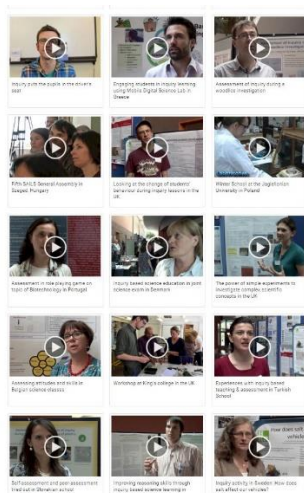 Inquiry puts the pupils in the driver's
seat
Engaging students in inquiry learning
using Mobile Digital Science Lab in
Greece
Assessment of inquiry during a
woodlice investigation
Fifth SAILS General Assembly in
Szeged, Hungary
Looking at the change of students'
behaviour during inquiry lessons in the
UK
Winter School at the Jagiellonian
University in Poland
Assessment in role playing game on
topic of Biotechnology in Portugal
Inquiry based science education in joint
science exam in Denmark
The power of simple experiments to
investigate complex scientific
concepts in the UK
Assessing attitudes and skills in
Belgian science classes
Workshop at King's college in the UK
Experiences with inquiry based
teaching & assessment in Turkish
School
Self assessment and peer assessment
tried out in Slovakian school
Improving reasoning skills through
inquiry based science learning in
Inquiry activity in Sweden: How does
salt affect our vehicles?